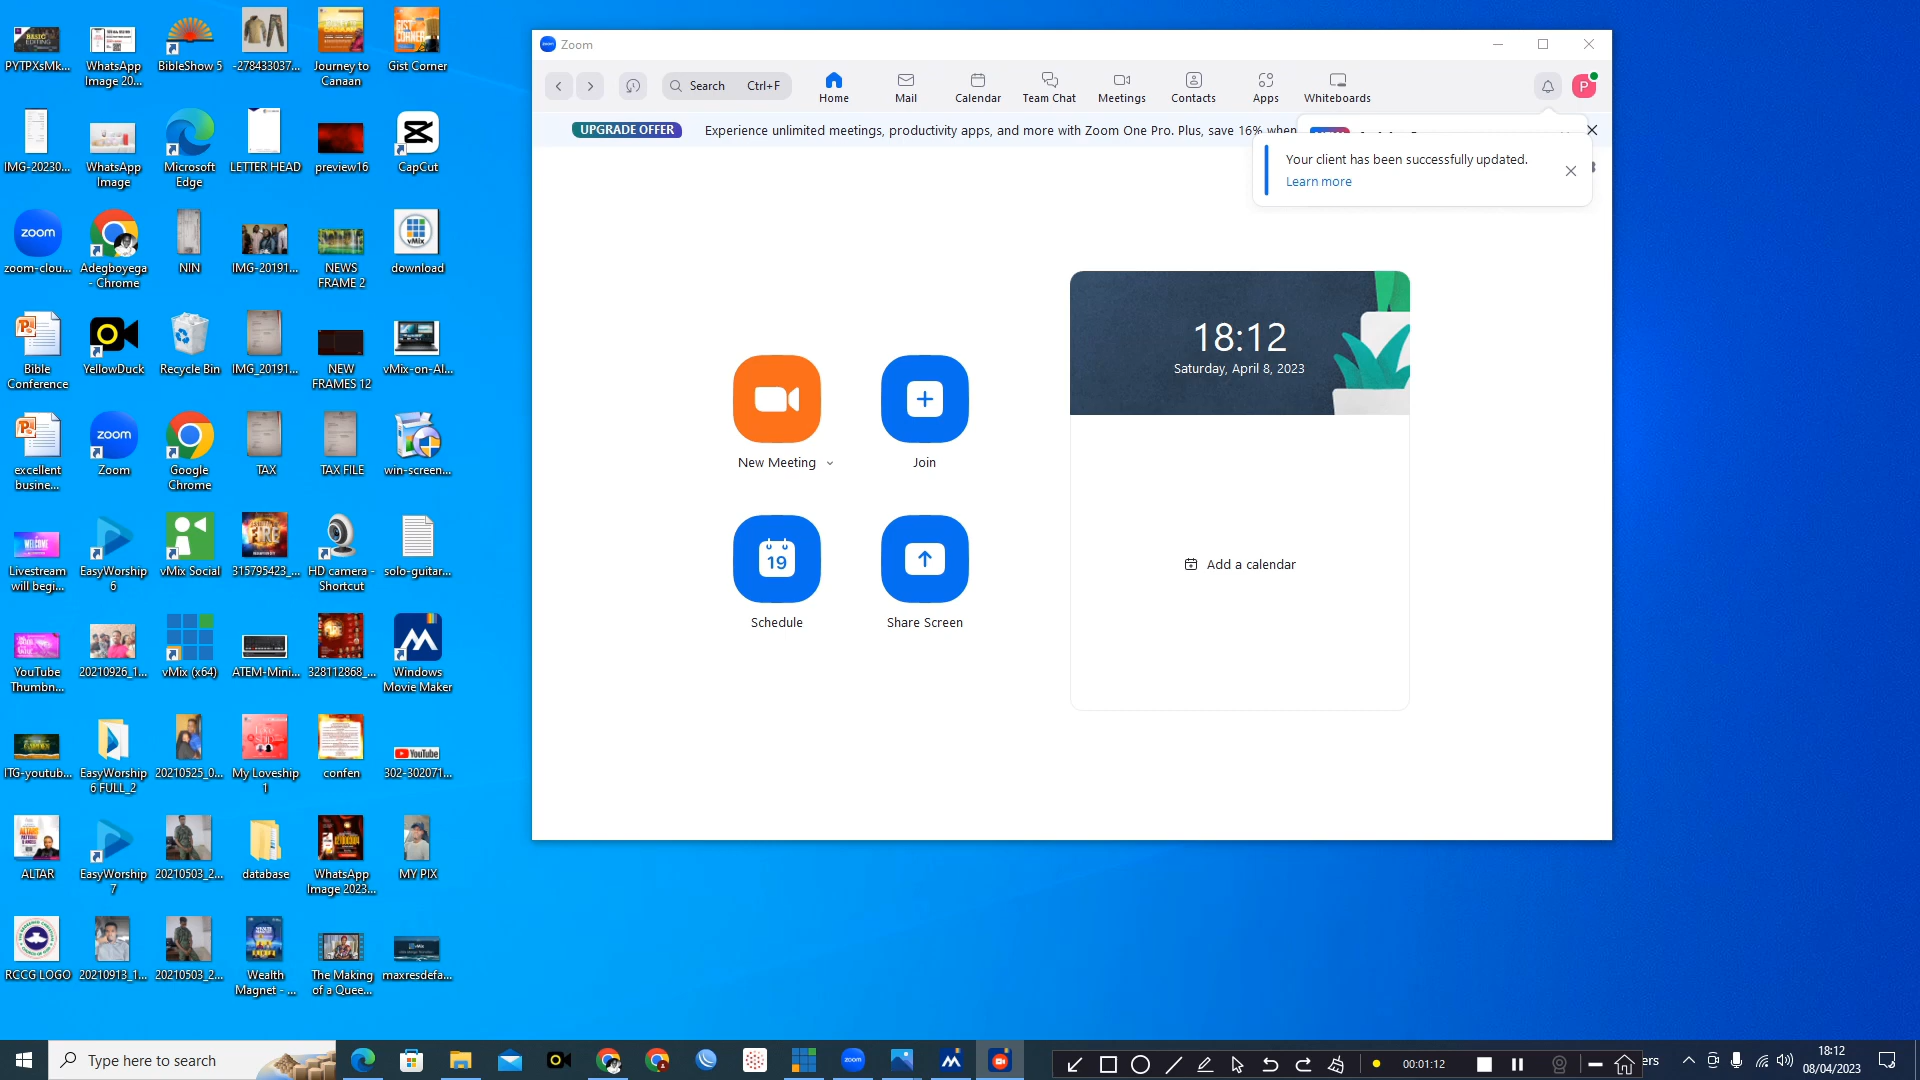 PYTPXsMk...
WhatsApp
Image 20...
BibleShow 5
-278433037...
Journey to
Canaan
Gist Corner
IMG-20230...
WhatsApp
Image
Microsoft
Edge
LETTER HEAD
preview16
CapCut
zoom
zoom-clou...
Adegboyega
- Chrome
NIN
IMG-20191...
NEWS
FRAME 2
vMix
download
Bible
Conference
YellowDuck
Recycle Bin
IMG_20191...
NEW
FRAMES 12
vMix-on-Al...
excellent
busine...
zoom
Zoom
Google
Chrome
TAX
TAX FILE
win-screen...
WELCOME
Livestream
will begi...
EasyWorship
6
vMix Social
FIRE
315795423_...
HD camera -
Shortcut
solo-guitar...
YouTube
Thumbn...
20210926_1...
vMix (x64)
ATEM-Mini...
328112868_...
Windows
Movie Maker
ITG-youtub...
EasyWorship
6 FULL_2
20210525_0...
My Loveship
1
confen
YouTube
302-302071...
ALTAR
EasyWorship
7
20210503_2...
database
WhatsApp
Image 2023...
MY PIX
RCCG LOGO
20210913_1...
20210503_2...
Wealth
Magnet - ...
The Making
of a Quee...
maxresdefa...
Zoom
Search Ctrl+F
Home
Mail
Calendar
Team Chat
Meetings
Contacts
Apps
Whiteboards
P
UPGRADE OFFER Experience unlimited meetings, productivity apps, and more with Zoom One Pro. Plus, save 16% when
Your client has been successfully updated.
Learn more
18:12
Saturday, April 8, 2023
New Meeting
Join
19
Schedule
Share Screen
Add a calendar
Type here to search
zoom
00:01:12
ers
18:12
08/04/2023